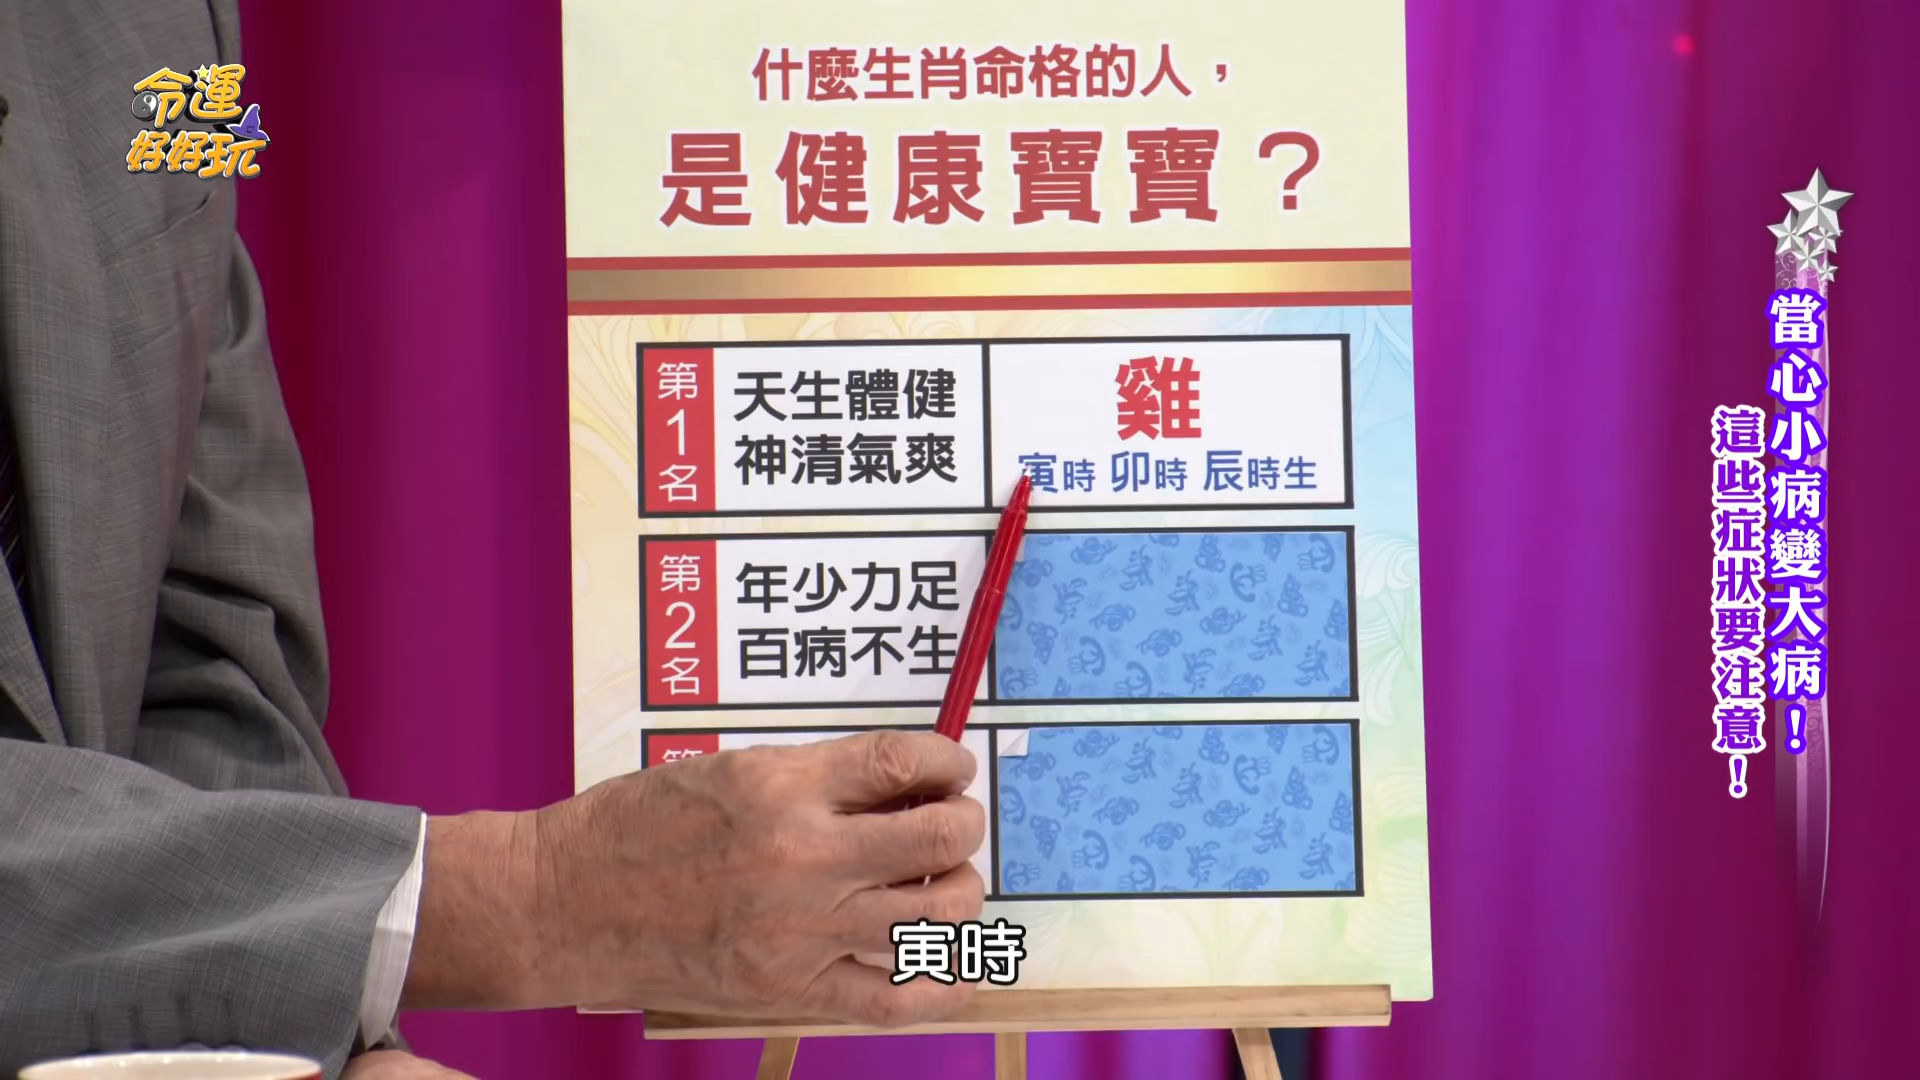 命運
好好玩
什麼生肖命格的人，
是健康寶寶？
第1名
天生體健
神清氣爽
雞
寅時 卯時 辰時生
第2名
年少力足
百病不生
第
當心小病變大病！
這些症狀要注意！
寅時